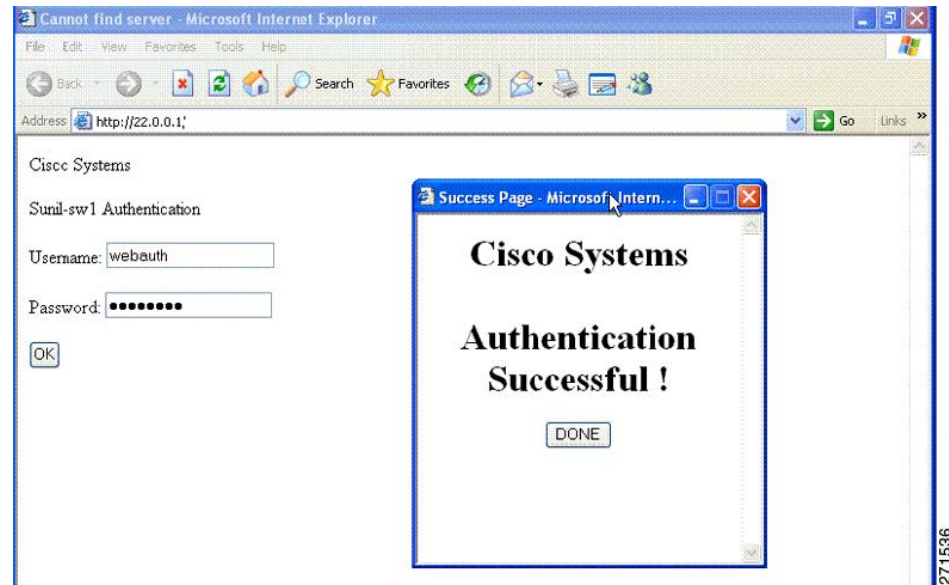 Cannot find server - Microsoft Internet Explorer
File Edit View Favorites Tools Help
Back Search Favorites
Address http://22.0.0.1,' Go Links »
Ciscc Systems
Sunil-sw1 Authentication
Username: webauth
Password: ●●●●●●●●
OK
Success Page - Microsoft Intern...
Cisco Systems
Authentication
Successful !
DONE
271536